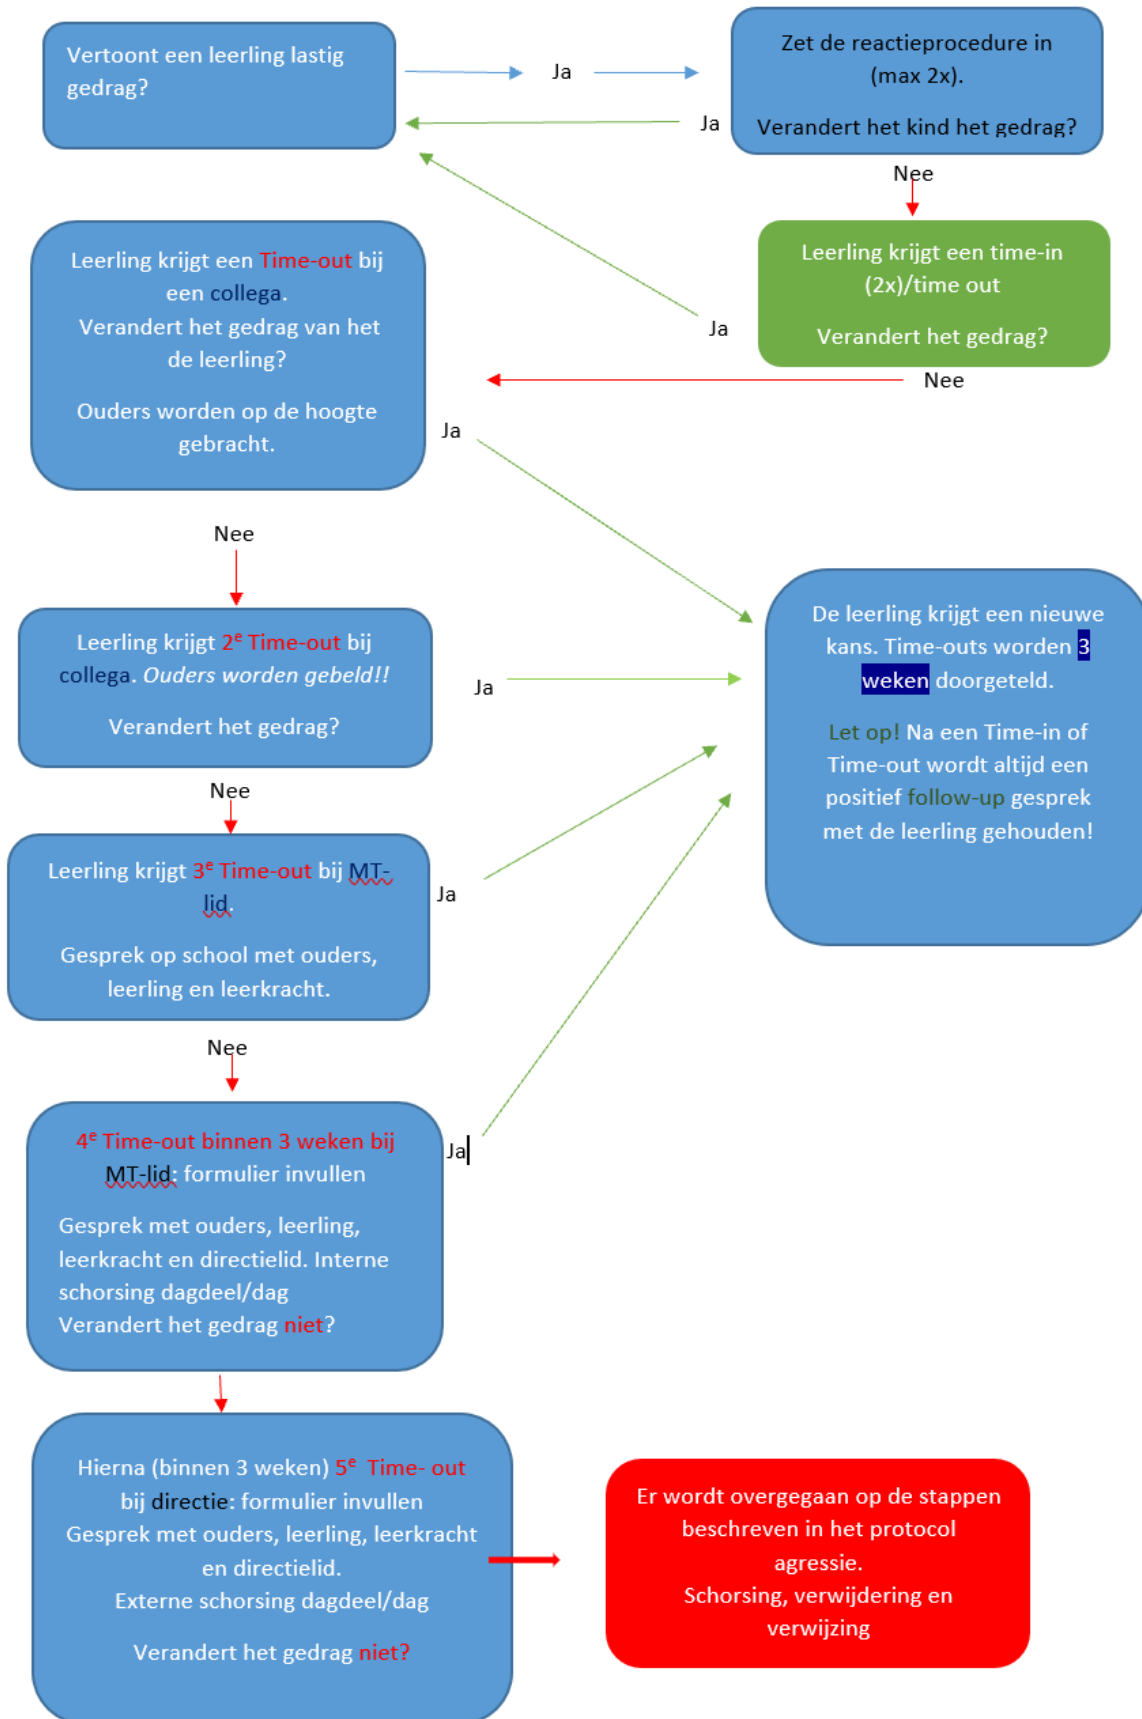 Vertoont een leerling lastig
gedrag?
Ja
Zet de reactieprocedure in
(max 2x).
Verandert het kind het gedrag?
Ja
Nee
Leerling krijgt een time-in
(2x)/time out
Verandert het gedrag?
Ja
Nee
Leerling krijgt een Time-out bij
een collega.
Verandert het gedrag van het
de leerling?
Ouders worden op de hoogte
gebracht.
Ja
Nee
Leerling krijgt 2e Time-out bij
collega. Ouders worden gebeld!!
Verandert het gedrag?
Ja
De leerling krijgt een nieuwe
kans. Time-outs worden 3
weken doorgeteld.
Let op! Na een Time-in of
Time-out wordt altijd een
positief follow-up gesprek
met de leerling gehouden!
Nee
Leerling krijgt 3e Time-out bij MT-
lid.
Gesprek op school met ouders,
leerling en leerkracht.
Ja
Nee
4e Time-out binnen 3 weken bij
MT-lid: formulier invullen
Gesprek met ouders, leerling,
leerkracht en directielid. Interne
schorsing dagdeel/dag
Verandert het gedrag niet?
Ja
Hierna (binnen 3 weken) 5e Time- out
bij directie: formulier invullen
Gesprek met ouders, leerling, leerkracht
en directielid.
Externe schorsing dagdeel/dag
Verandert het gedrag niet?
Er wordt overgegaan op de stappen
beschreven in het protocol
agressie.
Schorsing, verwijdering en
verwijzing